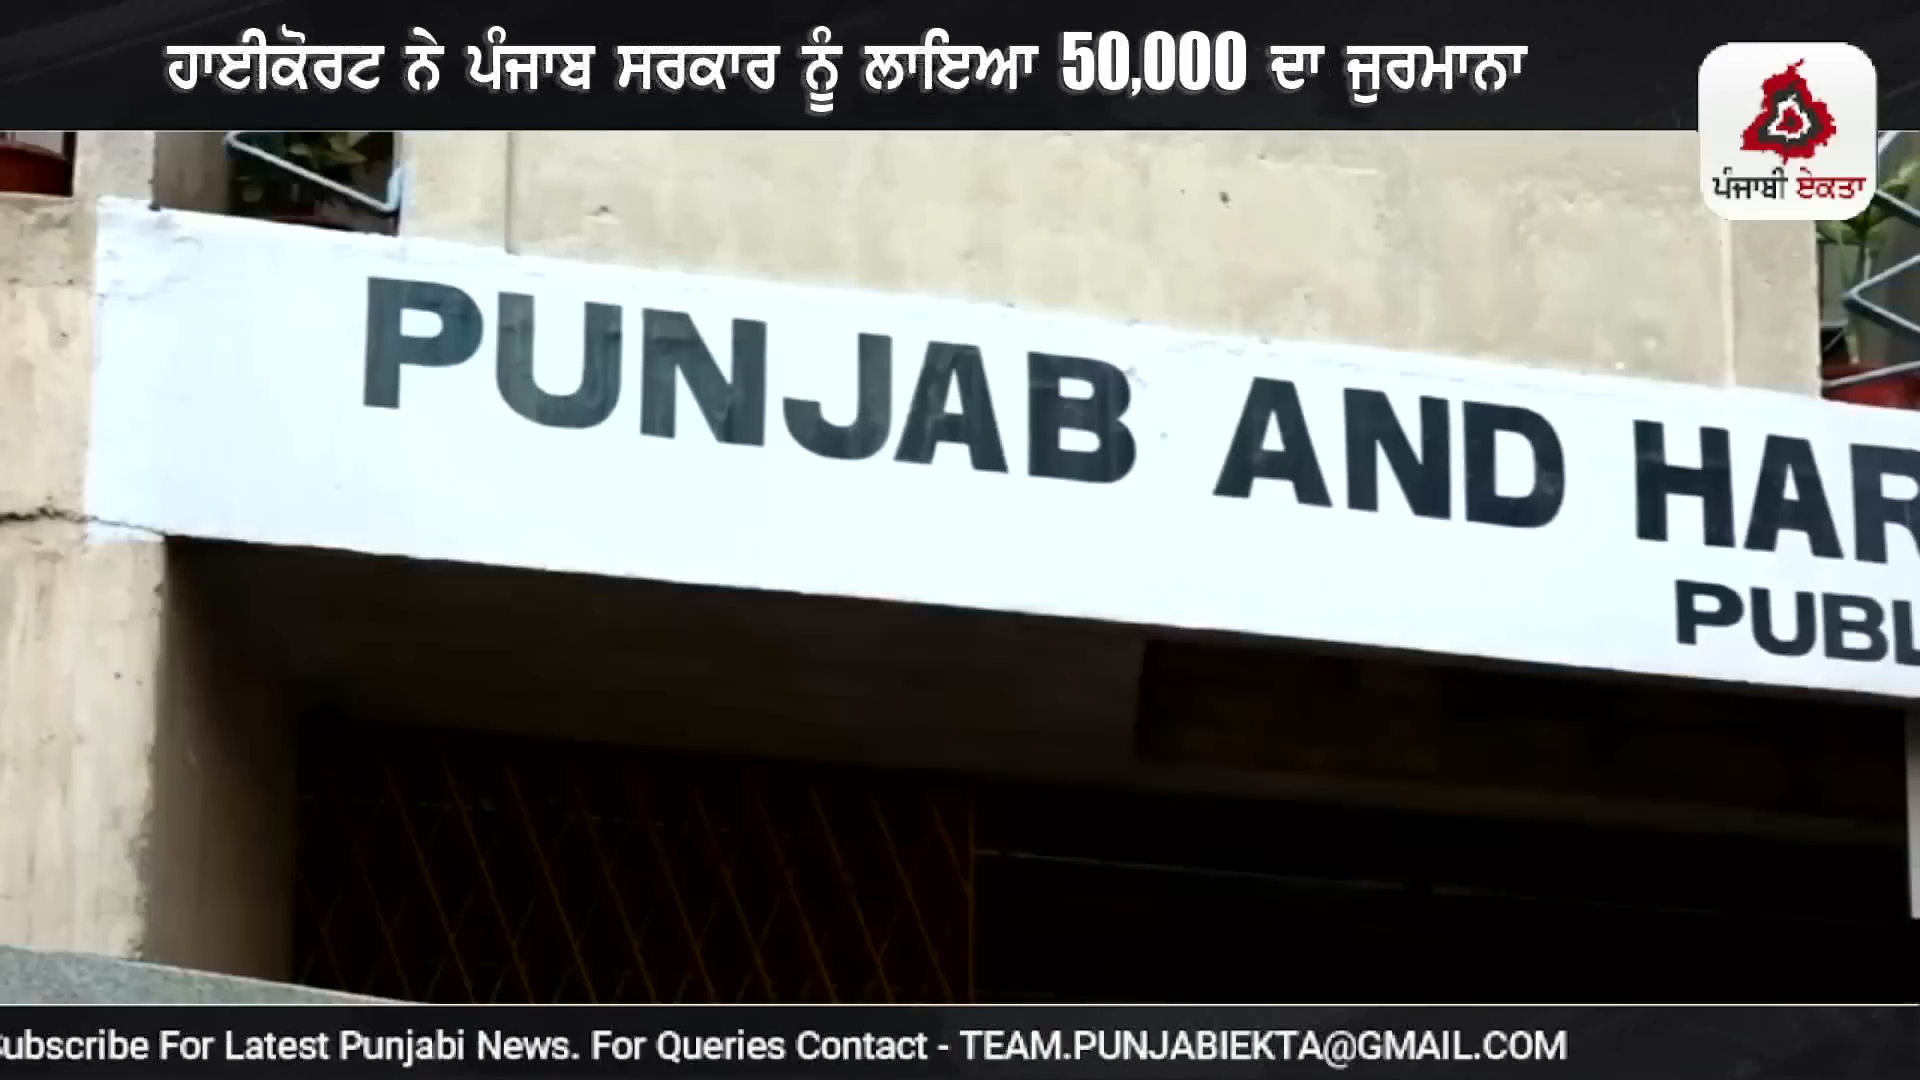 ਹਾਈਕੋਰਟ ਨੇ ਪੰਜਾਬ ਸਰਕਾਰ ਨੂੰ ਲਾਇਆ 50,000 ਦਾ ਜੁਰਮਾਨਾ
ਪੰਜਾਬੀ ਏਕਤਾ
PUNJAB AND HAR
PUBL
ubscribe For Latest Punjabi News. For Queries Contact - TEAM.PUNJABIEKTA@GMAIL.COM